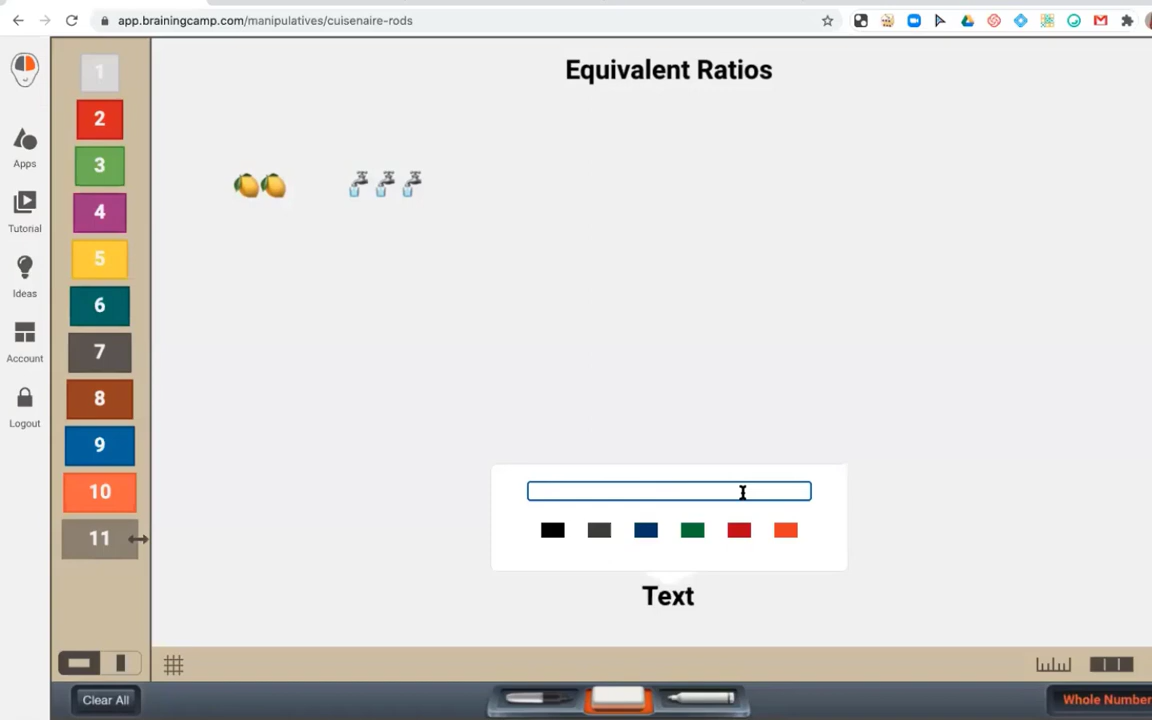 app.brainingcamp.com/manipulatives/cuisenaire-rods
Equivalent Ratios
Apps
Tutorial
Ideas
Account
Logout
1
2
3
4
5
6
7
8
9
10
11
Text
Clear All
Whole Number